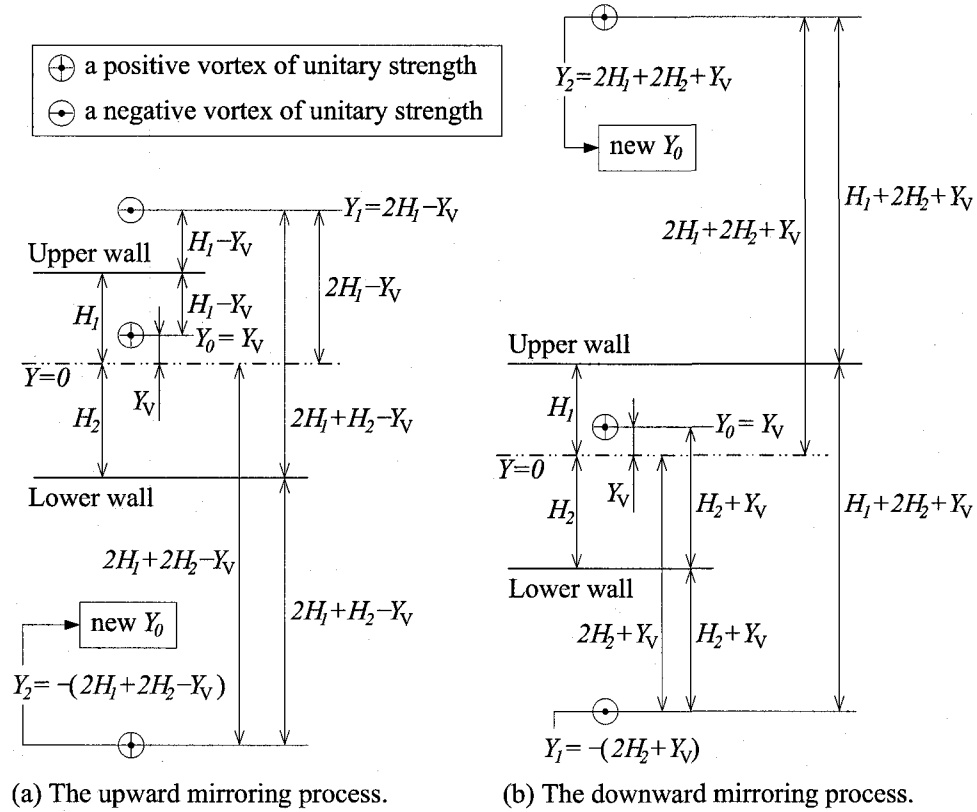 a positive vortex of unitary strength
a negative vortex of unitary strength
Y1=2H1−YV
H1−YV
Upper wall
2H1−YV
H1−YV
H1
Y0=YV
Y=0
YV
H2
2H1+H2−YV
Lower wall
2H1+2H2−YV
2H1+H2−YV
new Y0
Y2=−(2H1+2H2−YV)
(a) The upward mirroring process.
Y2=2H1+2H2+YV
new Y0
H1+2H2+YV
2H1+2H2+YV
Upper wall
H1
Y0=YV
Y=0
YV
H2
H2+YV
H1+2H2+YV
Lower wall
2H2+YV
H2+YV
Y1=−(2H2+YV)
(b) The downward mirroring process.